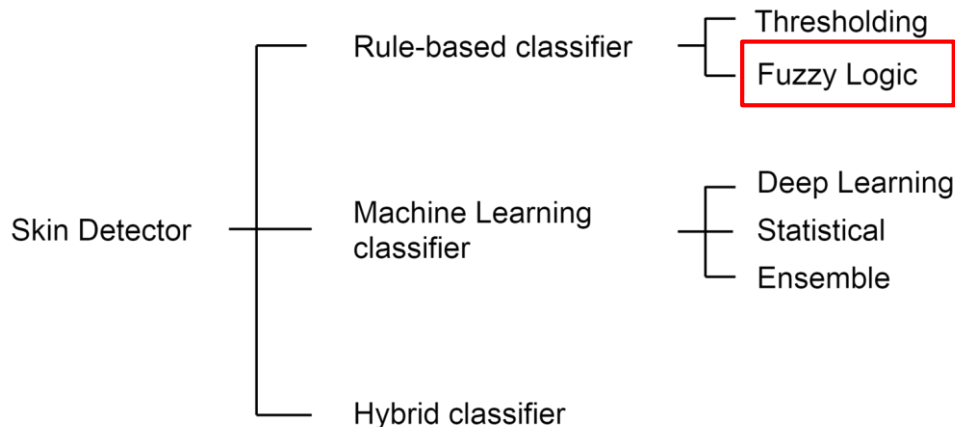 Thresholding
Rule-based classifier
Fuzzy Logic
Deep Learning
Machine Learning
classifier
Skin Detector
Statistical
Ensemble
Hybrid classifier